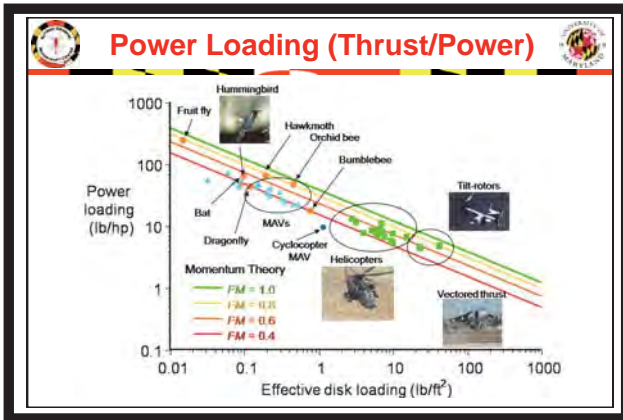 Power Loading (Thrust/Power)
UNIVERSITY OF
MARYLAND
Hummingbird
1000
Fruit fly
Hawkmoth
Orchid bee
100
Bumblebee
Tilt-rotors
Power
loading
(lb/hp)
Bat
MAVs
10
Dragonfly
Cyclocopter
MAV
Helicopters
Momentum Theory
1
FM = 1.0
FM = 0.8
Vectored thrust
FM = 0.6
FM = 0.4
0.1
0.01
0.1
1
10
100
1000
Effective disk loading (lb/ft²)